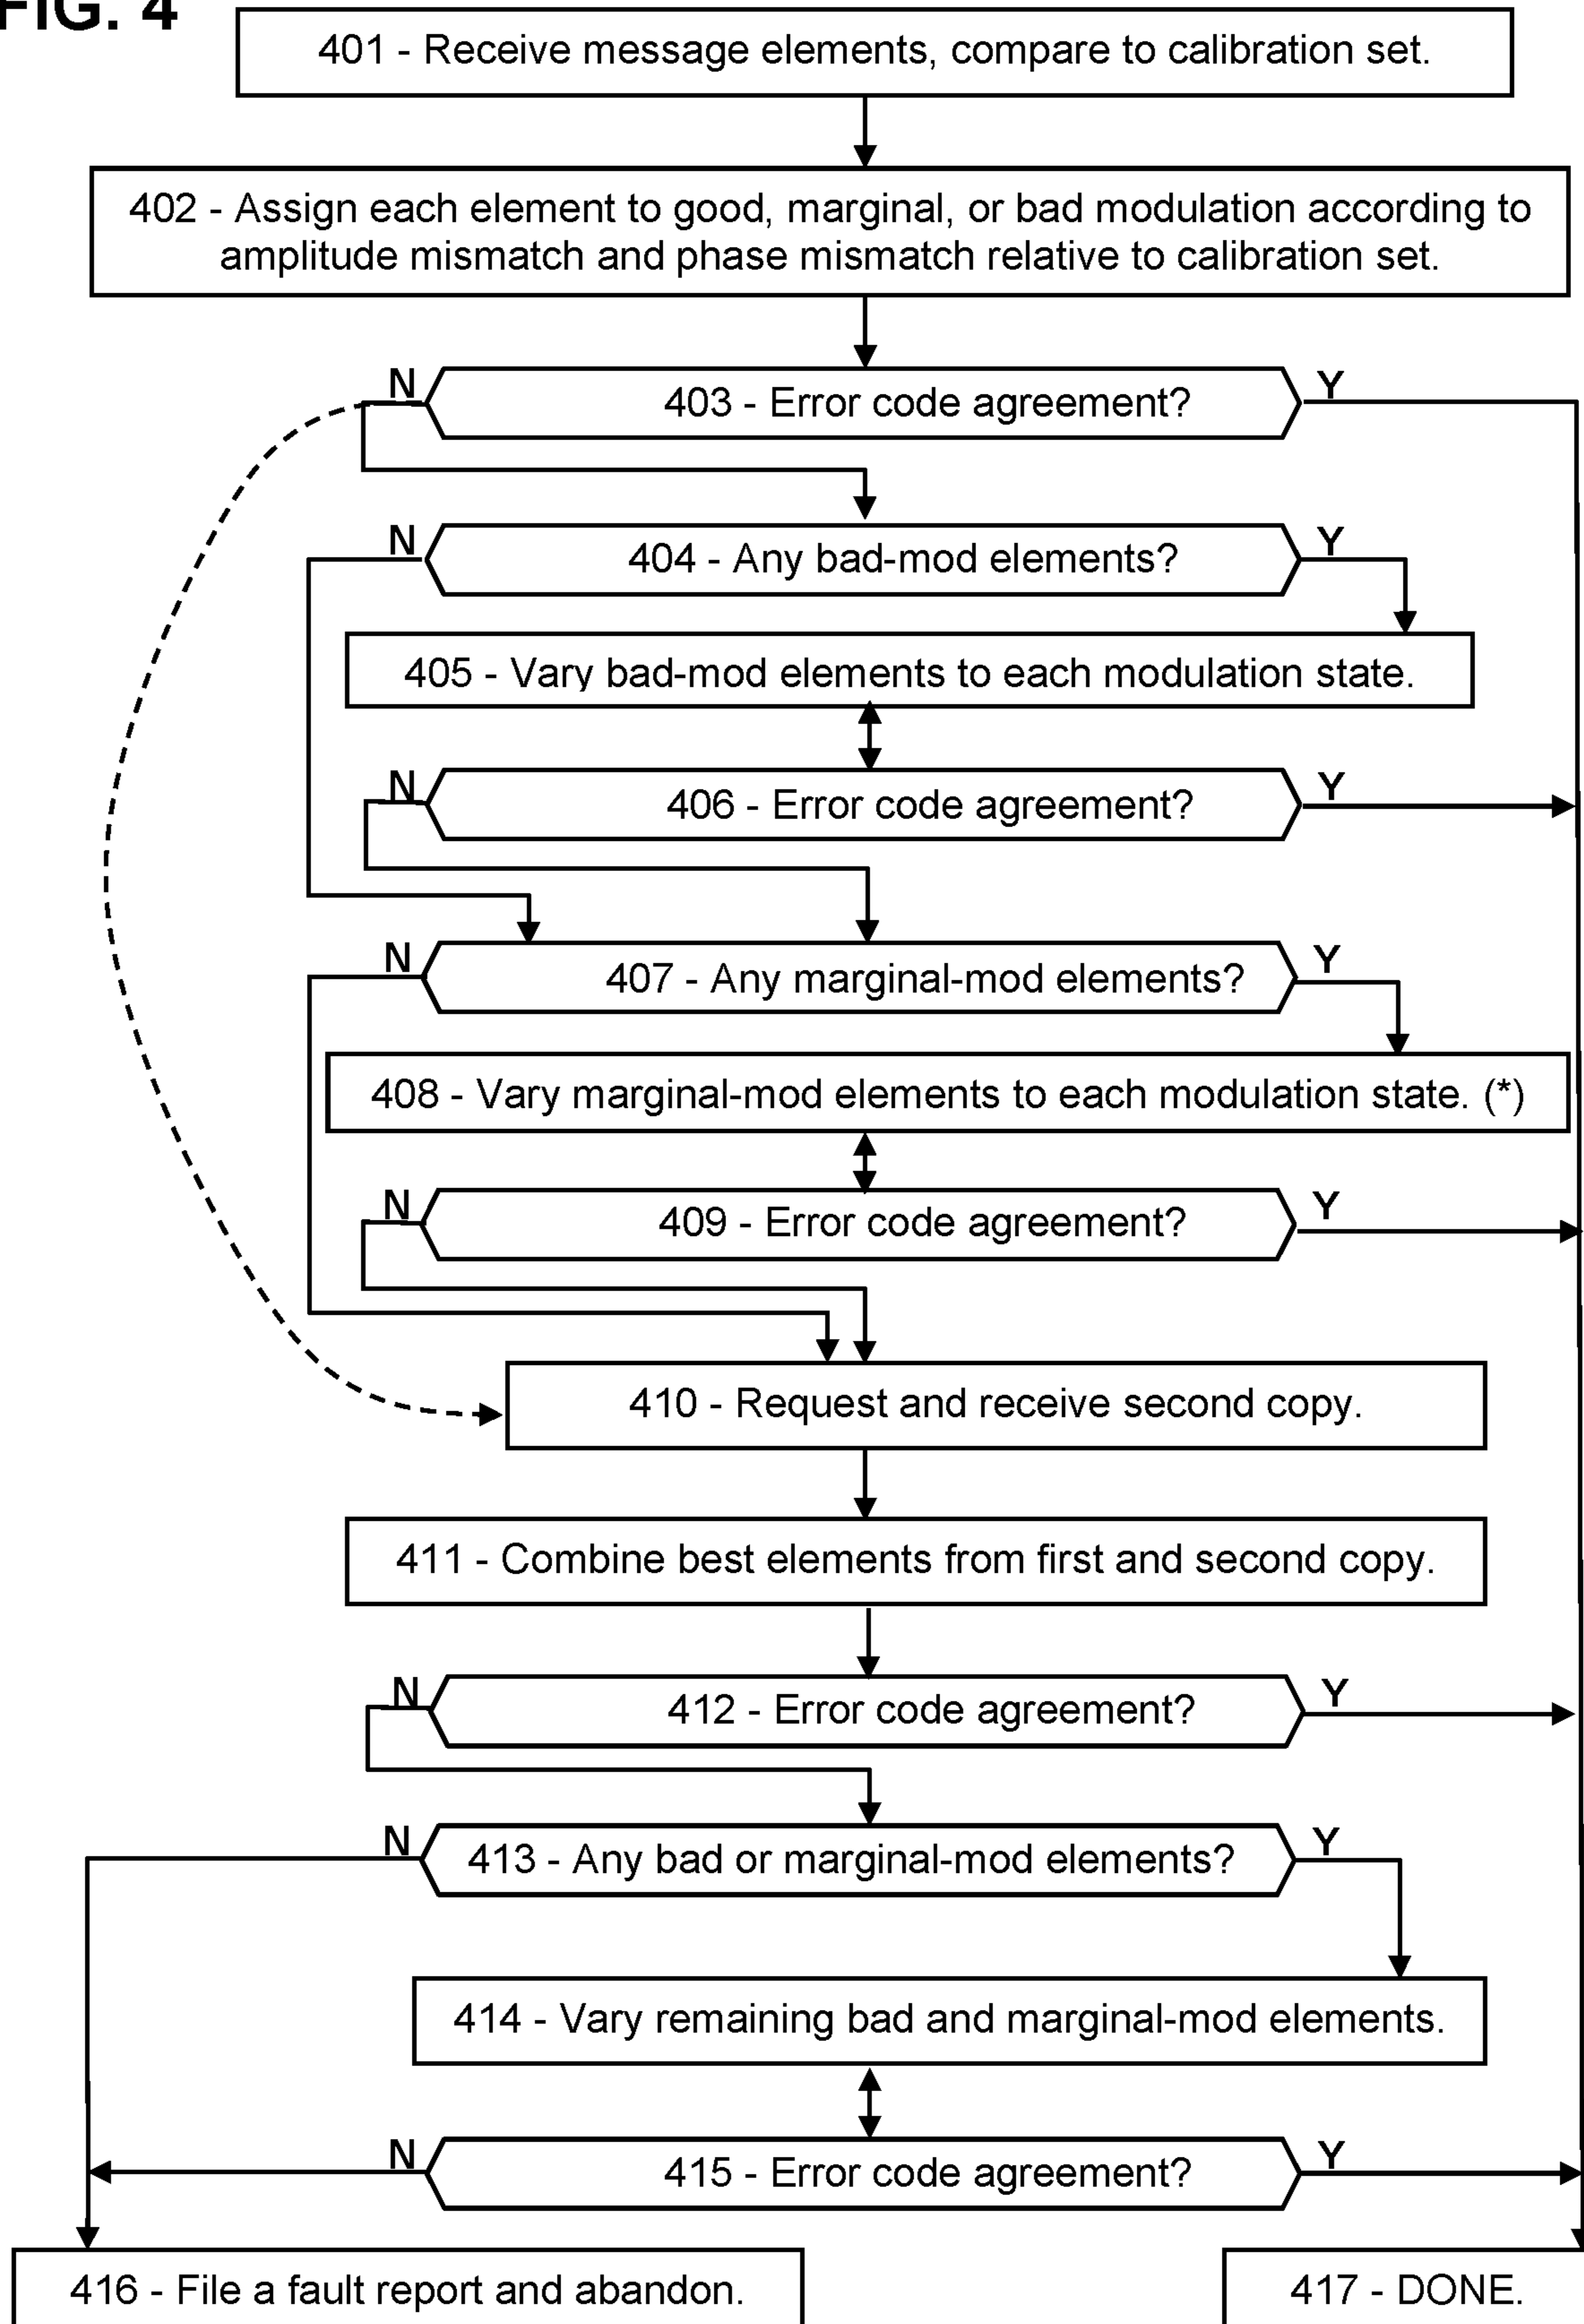 FIG. 4
401 - Receive message elements, compare to calibration set.
402 - Assign each element to good, marginal, or bad modulation according to
amplitude mismatch and phase mismatch relative to calibration set.
N
Y
403 - Error code agreement?
N
Y
404 - Any bad-mod elements?
405 - Vary bad-mod elements to each modulation state.
N
Y
406 - Error code agreement?
N
Y
407 - Any marginal-mod elements?
408 - Vary marginal-mod elements to each modulation state. (*)
N
Y
409 - Error code agreement?
410 - Request and receive second copy.
411 - Combine best elements from first and second copy.
N
Y
412 - Error code agreement?
N
Y
413 - Any bad or marginal-mod elements?
414 - Vary remaining bad and marginal-mod elements.
N
Y
415 - Error code agreement?
416 - File a fault report and abandon.
417 - DONE.